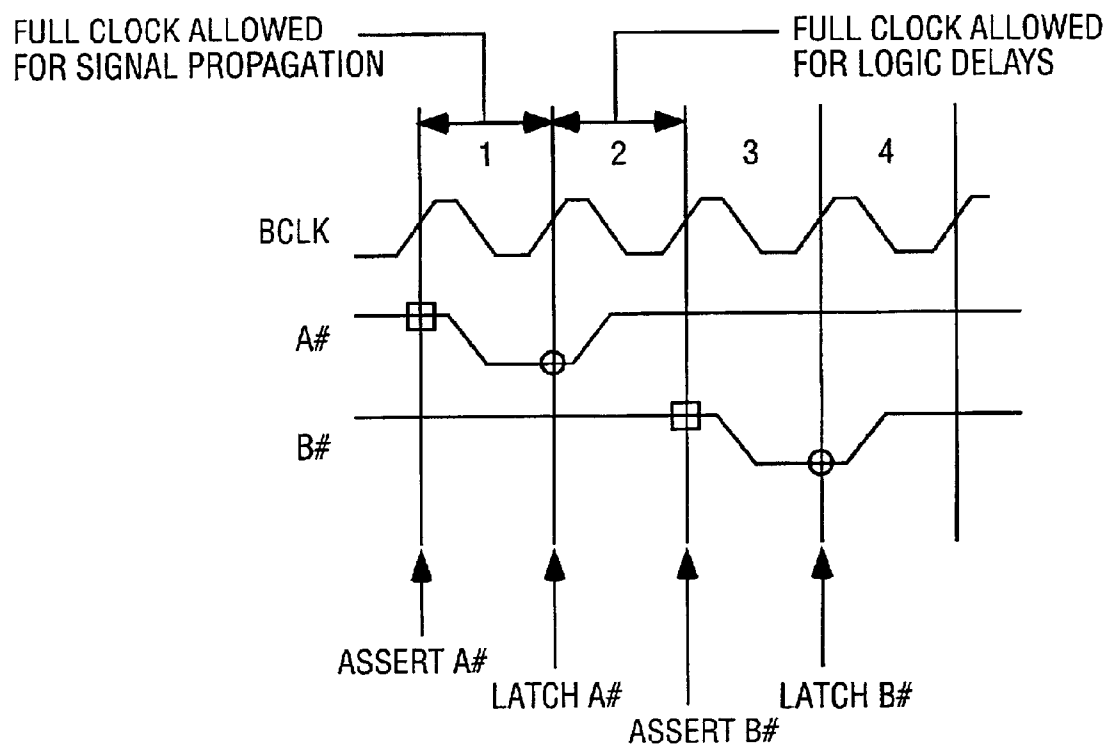 FULL CLOCK ALLOWED
FOR SIGNAL PROPAGATION
FULL CLOCK ALLOWED
FOR LOGIC DELAYS
1
2
3
4
BCLK
A#
B#
ASSERT A#
LATCH A#
ASSERT B#
LATCH B#